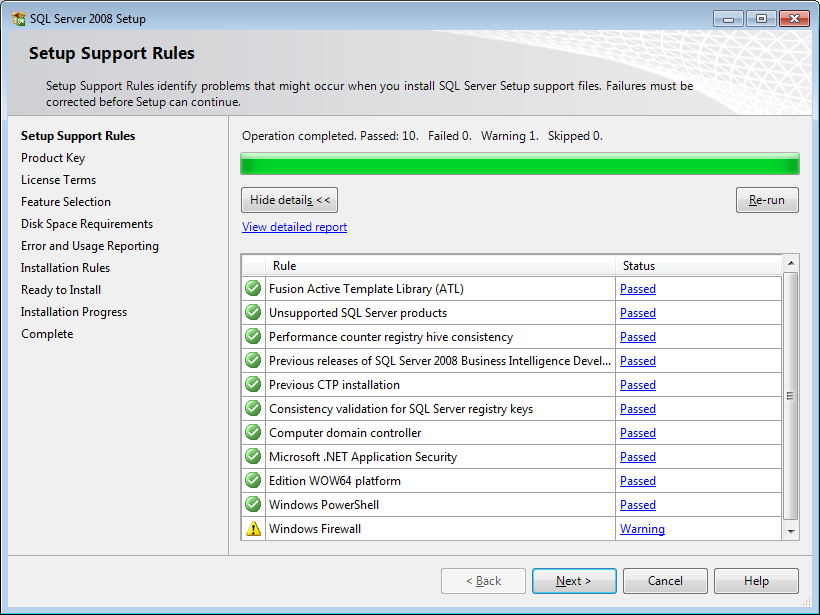 SQL Server 2008 Setup
Setup Support Rules
Setup Support Rules identify problems that might occur when you install SQL Server Setup support files. Failures must be
corrected before Setup can continue.
Setup Support Rules
Product Key
License Terms
Feature Selection
Disk Space Requirements
Error and Usage Reporting
Installation Rules
Ready to Install
Installation Progress
Complete
Operation completed. Passed: 10.   Failed 0.   Warning 1.   Skipped 0.
Hide details <<
Re-run
View detailed report
Rule Status
Fusion Active Template Library (ATL) Passed
Unsupported SQL Server products Passed
Performance counter registry hive consistency Passed
Previous releases of SQL Server 2008 Business Intelligence Devel... Passed
Previous CTP installation Passed
Consistency validation for SQL Server registry keys Passed
Computer domain controller Passed
Microsoft .NET Application Security Passed
Edition WOW64 platform Passed
Windows PowerShell Passed
Windows Firewall Warning
< Back Next > Cancel Help